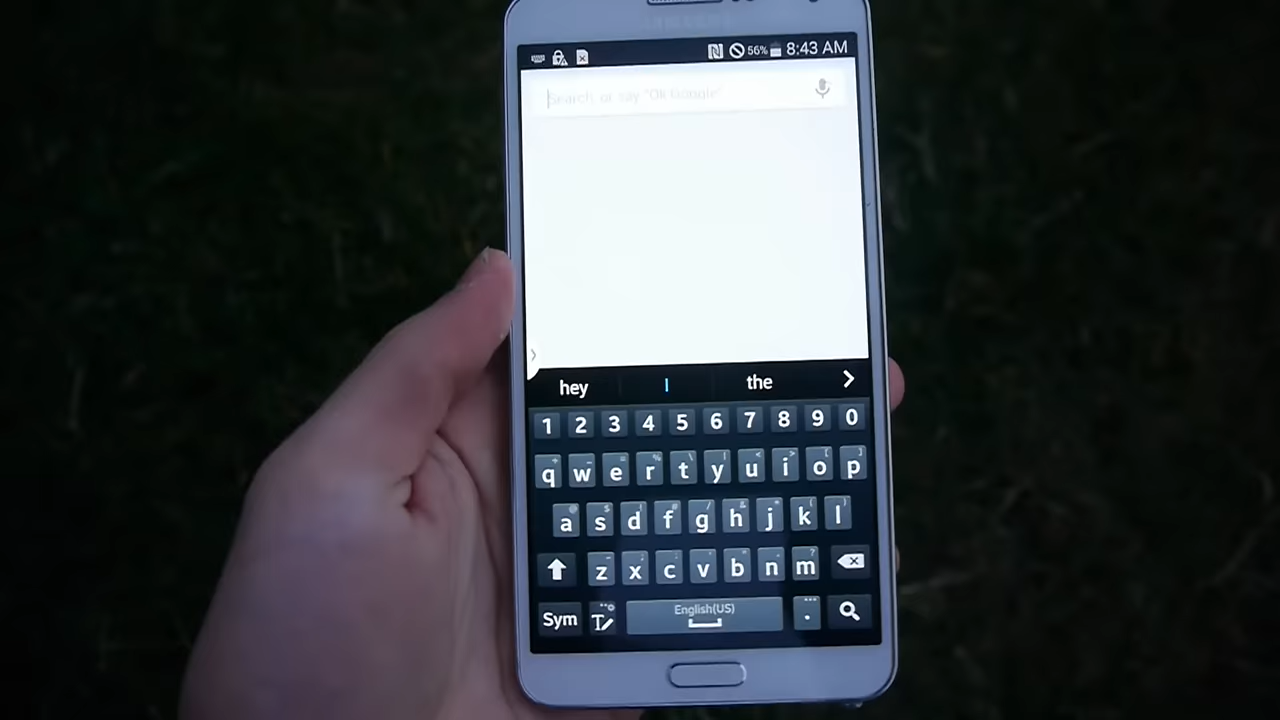 56% 8:43 AM
Search, or say "Ok Google"
hey I the
1 2 3 4 5 6 7 8 9 0
q w e r t y u i o p
a s d f g h j k l
z x c v b n m
Sym English(US) .